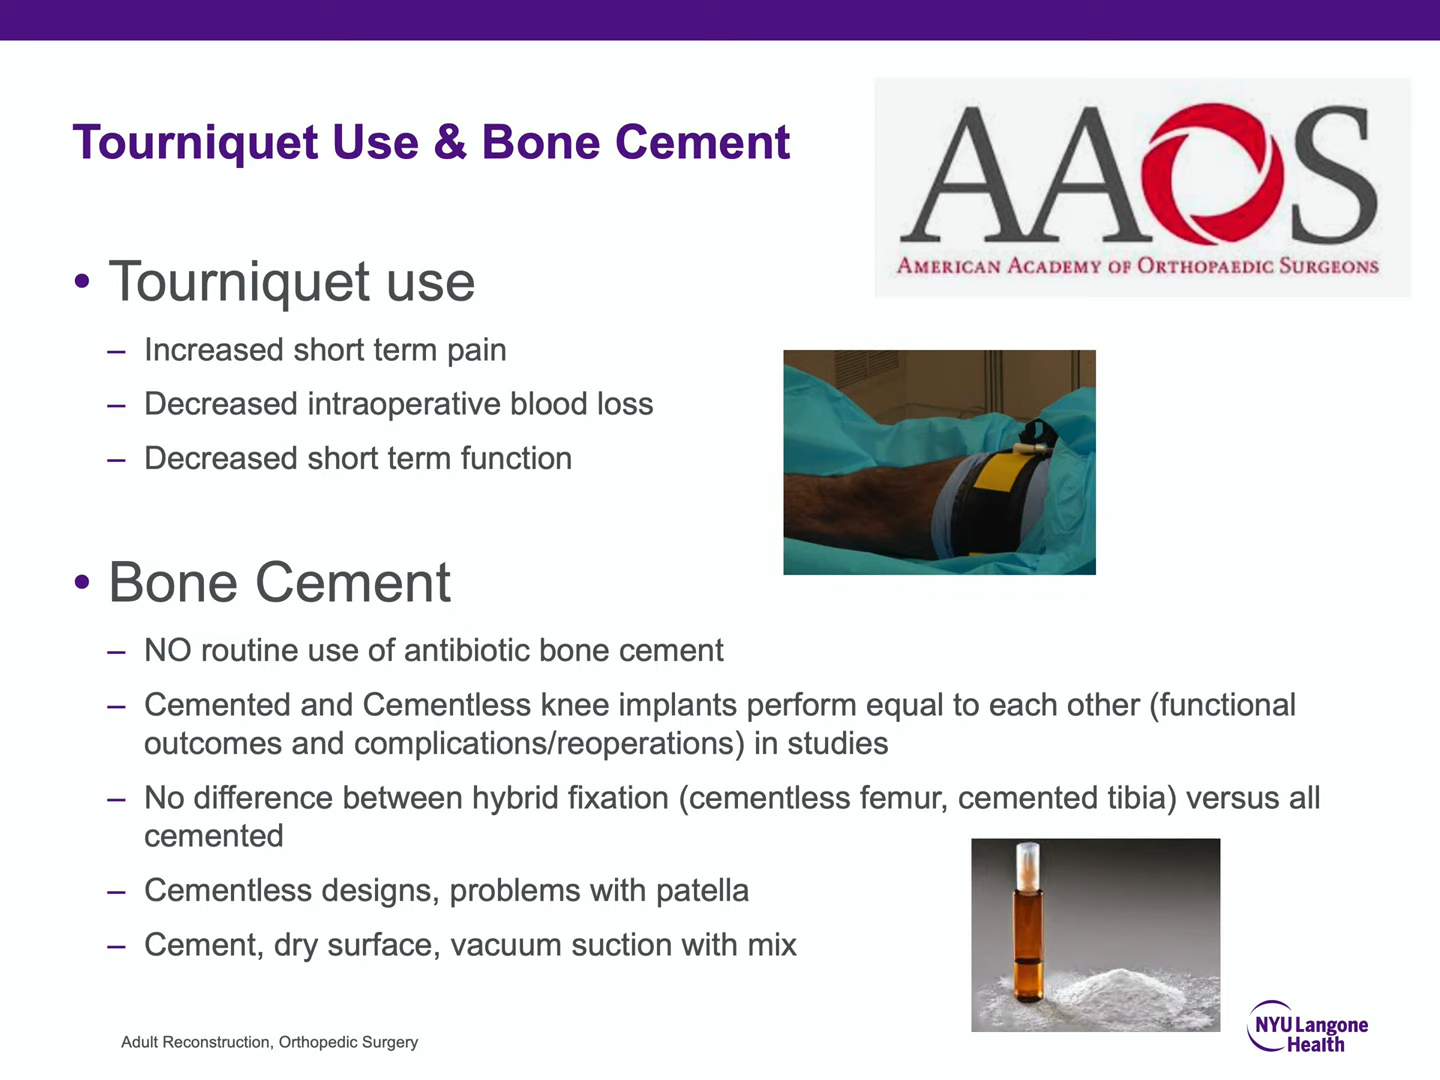 Tourniquet Use & Bone Cement
AAOS
AMERICAN ACADEMY OF ORTHOPAEDIC SURGEONS
• Tourniquet use
– Increased short term pain
– Decreased intraoperative blood loss
– Decreased short term function
• Bone Cement
– NO routine use of antibiotic bone cement
– Cemented and Cementless knee implants perform equal to each other (functional
outcomes and complications/reoperations) in studies
– No difference between hybrid fixation (cementless femur, cemented tibia) versus all
cemented
– Cementless designs, problems with patella
– Cement, dry surface, vacuum suction with mix
Adult Reconstruction, Orthopedic Surgery
NYU Langone
Health